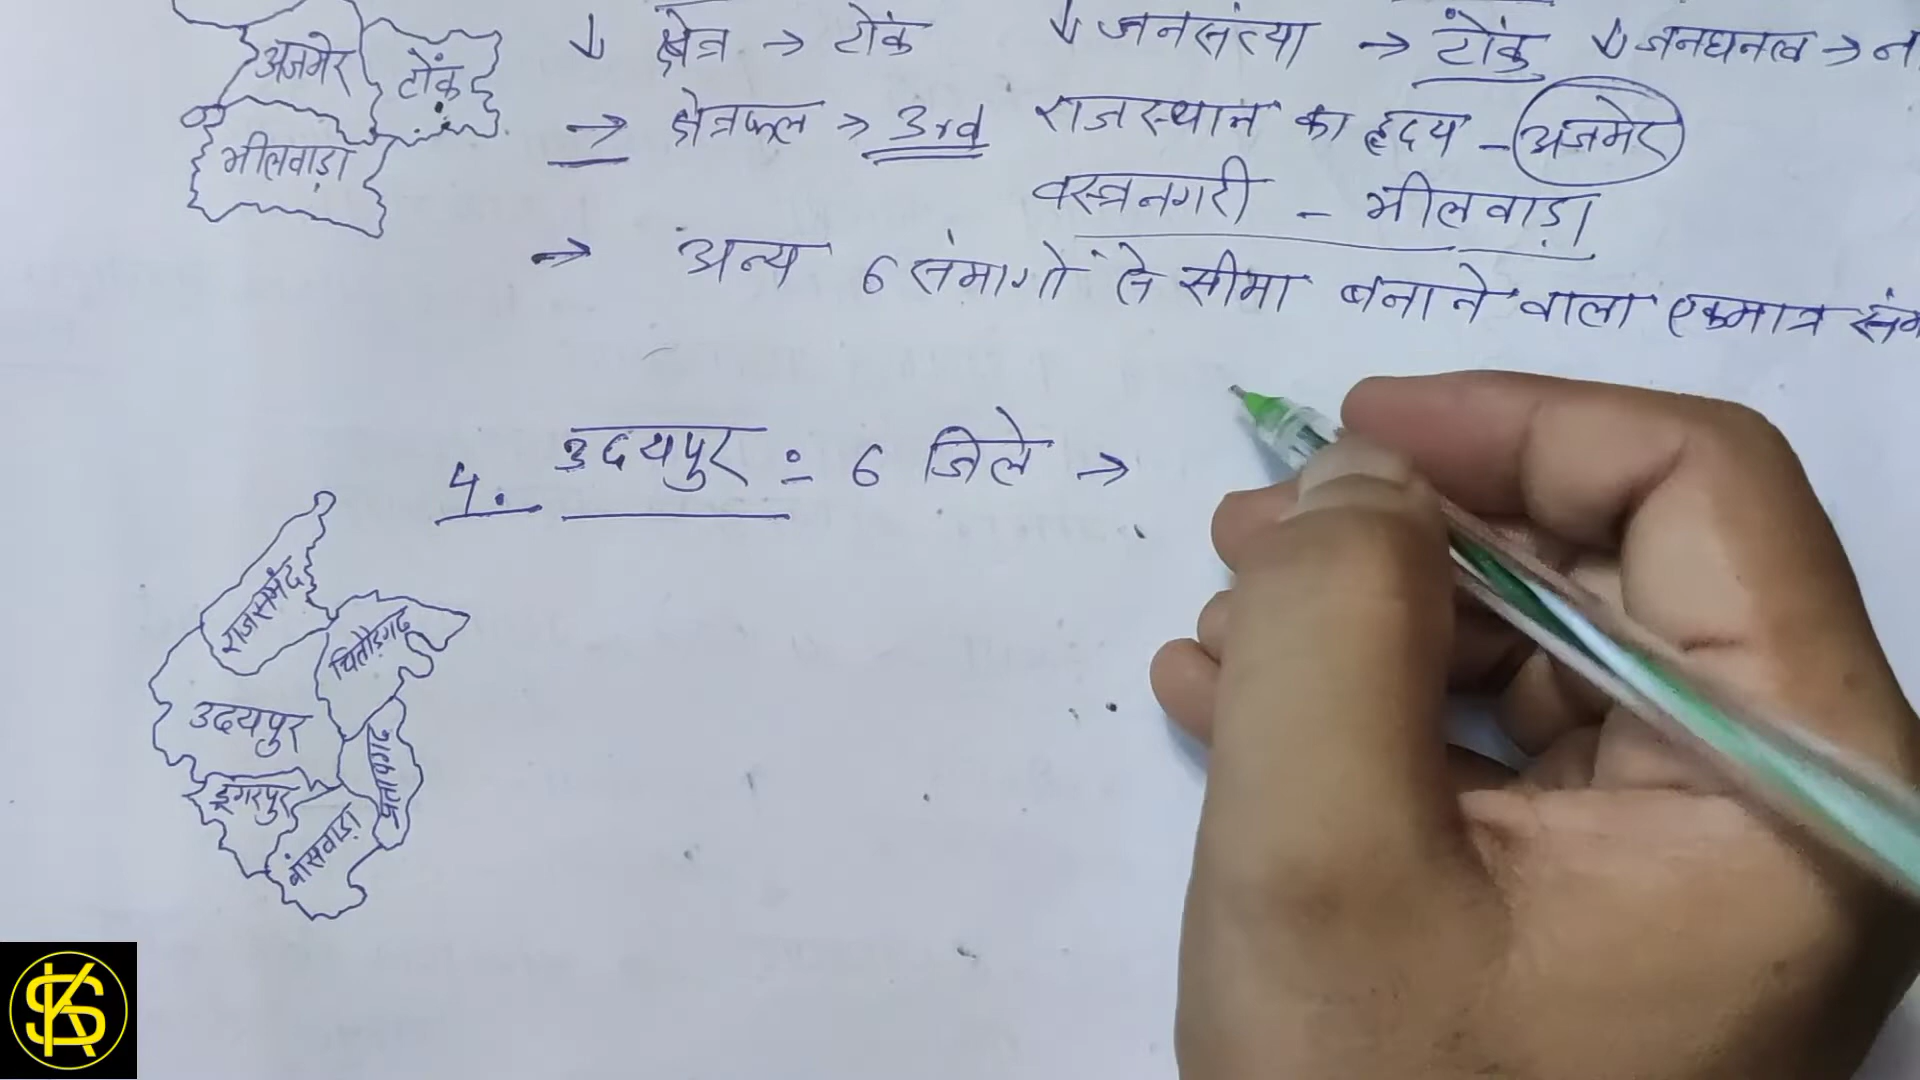 ↓ क्षेत्र → टोंक ↓ जनसंख्या → टोंक ↓ जनघनत्व →
→ क्षेत्रफल → 3rd राजस्थान का हृदय - अजमेर
वस्त्रनगरी - भीलवाड़ा
→ अन्य 6 संभागों से सीमा बनाने वाला एकमात्र
अजमेर
टोंक
भीलवाड़ा
4. उदयपुर :- 6 जिले →
राजसमंद
चितौड़गढ़
उदयपुर
प्रतापगढ़
डूंगरपुर
बांसवाड़ा